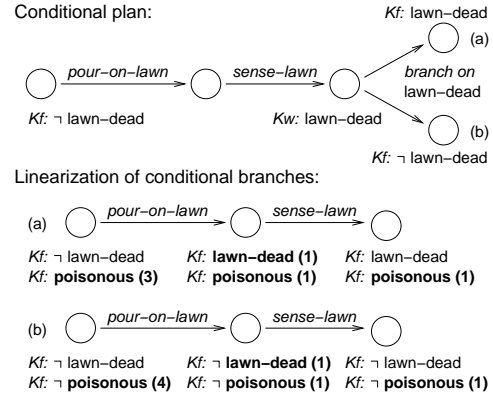 Conditional plan:
Kf: lawn−dead
(a)
pour−on−lawn
sense−lawn
branch on
lawn−dead
Kf: ¬ lawn−dead
Kw: lawn−dead
(b)
Kf: ¬ lawn−dead
Linearization of conditional branches:
(a) pour−on−lawn sense−lawn
Kf: ¬ lawn−dead Kf: lawn−dead (1) Kf: lawn−dead
Kf: poisonous (3) Kf: poisonous (1) Kf: poisonous (1)
(b) pour−on−lawn sense−lawn
Kf: ¬ lawn−dead Kf: ¬ lawn−dead (1) Kf: ¬ lawn−dead
Kf: ¬ poisonous (4) Kf: ¬ poisonous (1) Kf: ¬ poisonous (1)